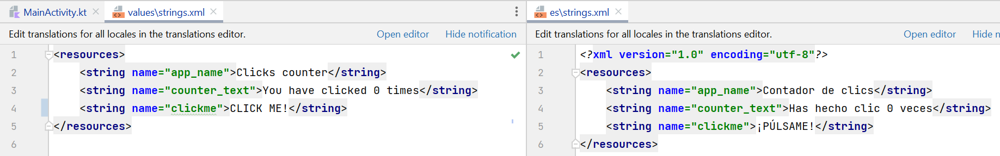 MainActivity.kt
values\strings.xml
Edit translations for all locales in the translations editor. Open editor Hide notification
1 <resources>
2 <string name="app_name">Clicks counter</string>
3 <string name="counter_text">You have clicked 0 times</string>
4 <string name="clickme">CLICK ME!</string>
5 </resources>
6
es\strings.xml
Edit translations for all locales in the translations editor. Open editor Hide n
1 <?xml version="1.0" encoding="utf-8"?>
2 <resources>
3 <string name="app_name">Contador de clics</string>
4 <string name="counter_text">Has hecho clic 0 veces</string>
5 <string name="clickme">¡PÚLSAME!</string>
6 </resources>